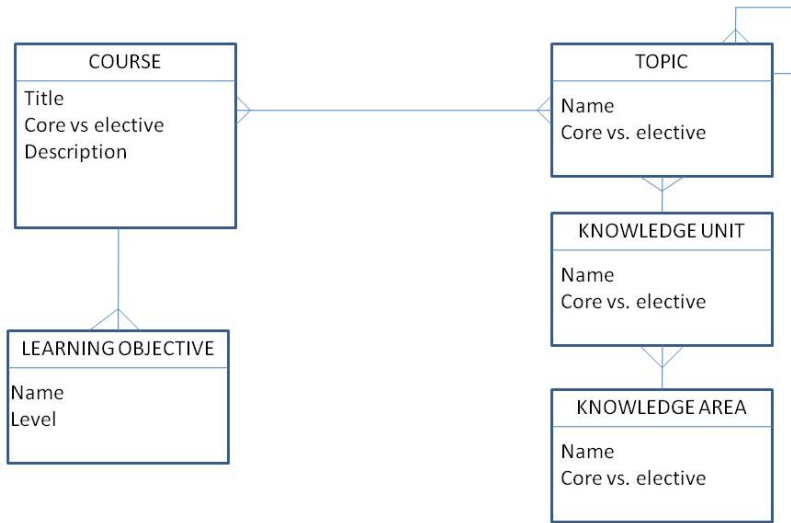 COURSE
Title
Core vs elective
Description
TOPIC
Name
Core vs. elective
KNOWLEDGE UNIT
Name
Core vs. elective
LEARNING OBJECTIVE
Name
Level
KNOWLEDGE AREA
Name
Core vs. elective